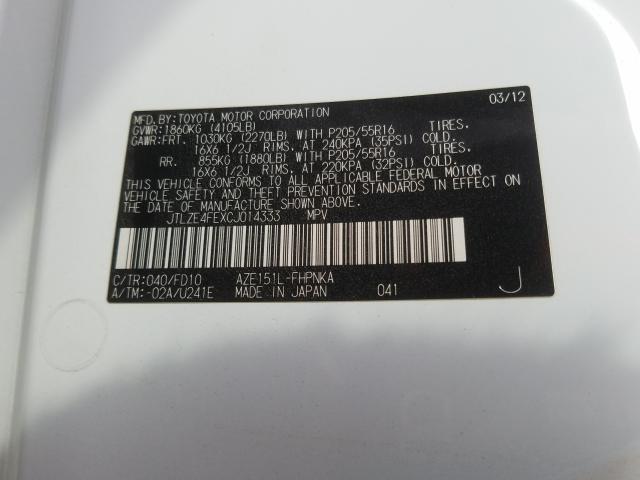 MFD.BY:TOYOTA MOTOR CORPORATION 03/12
GVWR:1860KG (4105LB)
GAWR:FRT. 1030KG (2270LB) WITH P205/55R16 TIRES.
16X6 1/2J RIMS. AT 240KPA (35PSI) COLD.
RR. 855KG (1880LB) WITH P205/55R16 TIRES.
16X6 1/2J RIMS. AT 220KPA (32PSI) COLD.
THIS VEHICLE CONFORMS TO ALL APPLICABLE FEDERAL MOTOR
VEHICLE SAFETY AND THEFT PREVENTION STANDARDS IN EFFECT ON
THE DATE OF MANUFACTURE SHOWN ABOVE.
JTLZE4FEXCJ014333 MPV
C/TR:040/FD10 AZE151L-FHPNKA
A/TM:-02A/U241E MADE IN JAPAN 041 J